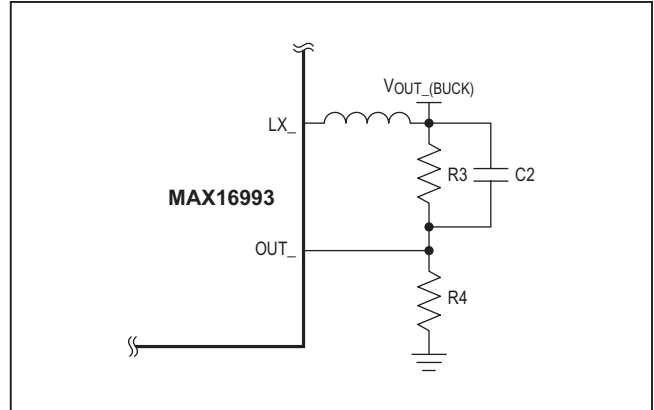 VOUT_(BUCK)
LX_
R3
C2
MAX16993
OUT_
R4